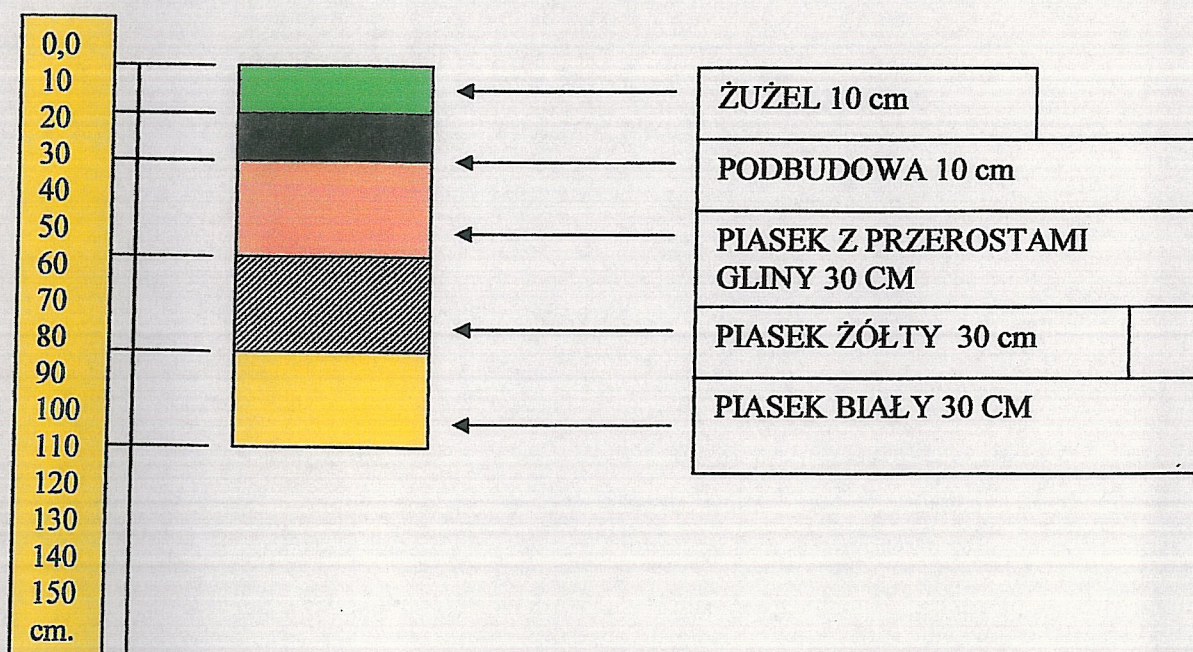 0,0
10
20
30
40
50
60
70
80
90
100
110
120
130
140
150
cm.
ŻUŻEL 10 cm
PODBUDOWA 10 cm
PIASEK Z PRZEROSTAMI
GLINY 30 CM
PIASEK ŻÓŁTY 30 cm
PIASEK BIAŁY 30 CM